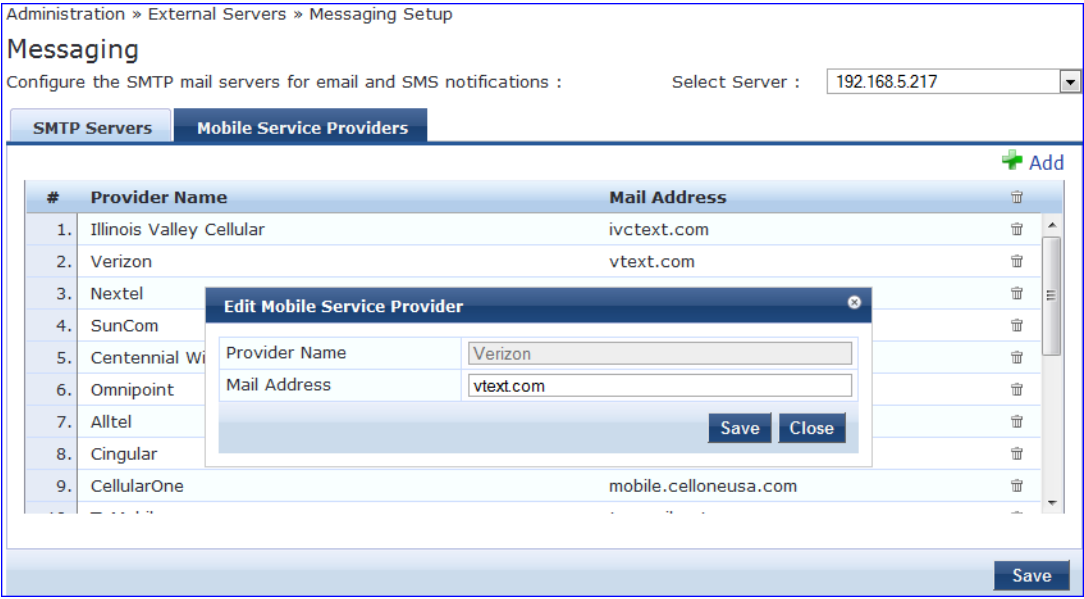 Administration » External Servers » Messaging Setup
Messaging
Configure the SMTP mail servers for email and SMS notifications :
Select Server :
192.168.5.217
SMTP Servers
Mobile Service Providers
Add
# Provider Name Mail Address
1. Illinois Valley Cellular ivctext.com
2. Verizon vtext.com
3. Nextel
4. SunCom
5. Centennial Wi
6. Omnipoint
7. Alltel
8. Cingular
9. CellularOne mobile.celloneusa.com
Edit Mobile Service Provider
Provider Name Verizon
Mail Address vtext.com
Save Close
Save